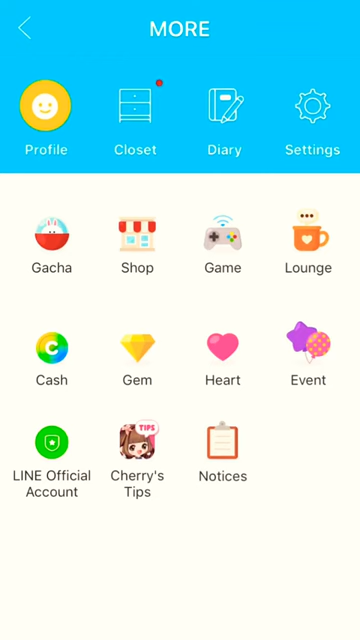 MORE
Profile
Closet
Diary
Settings
Gacha
Shop
Game
Lounge
C
Cash
Gem
Heart
Event
TIPS
LINE Official
Account
Cherry's
Tips
Notices